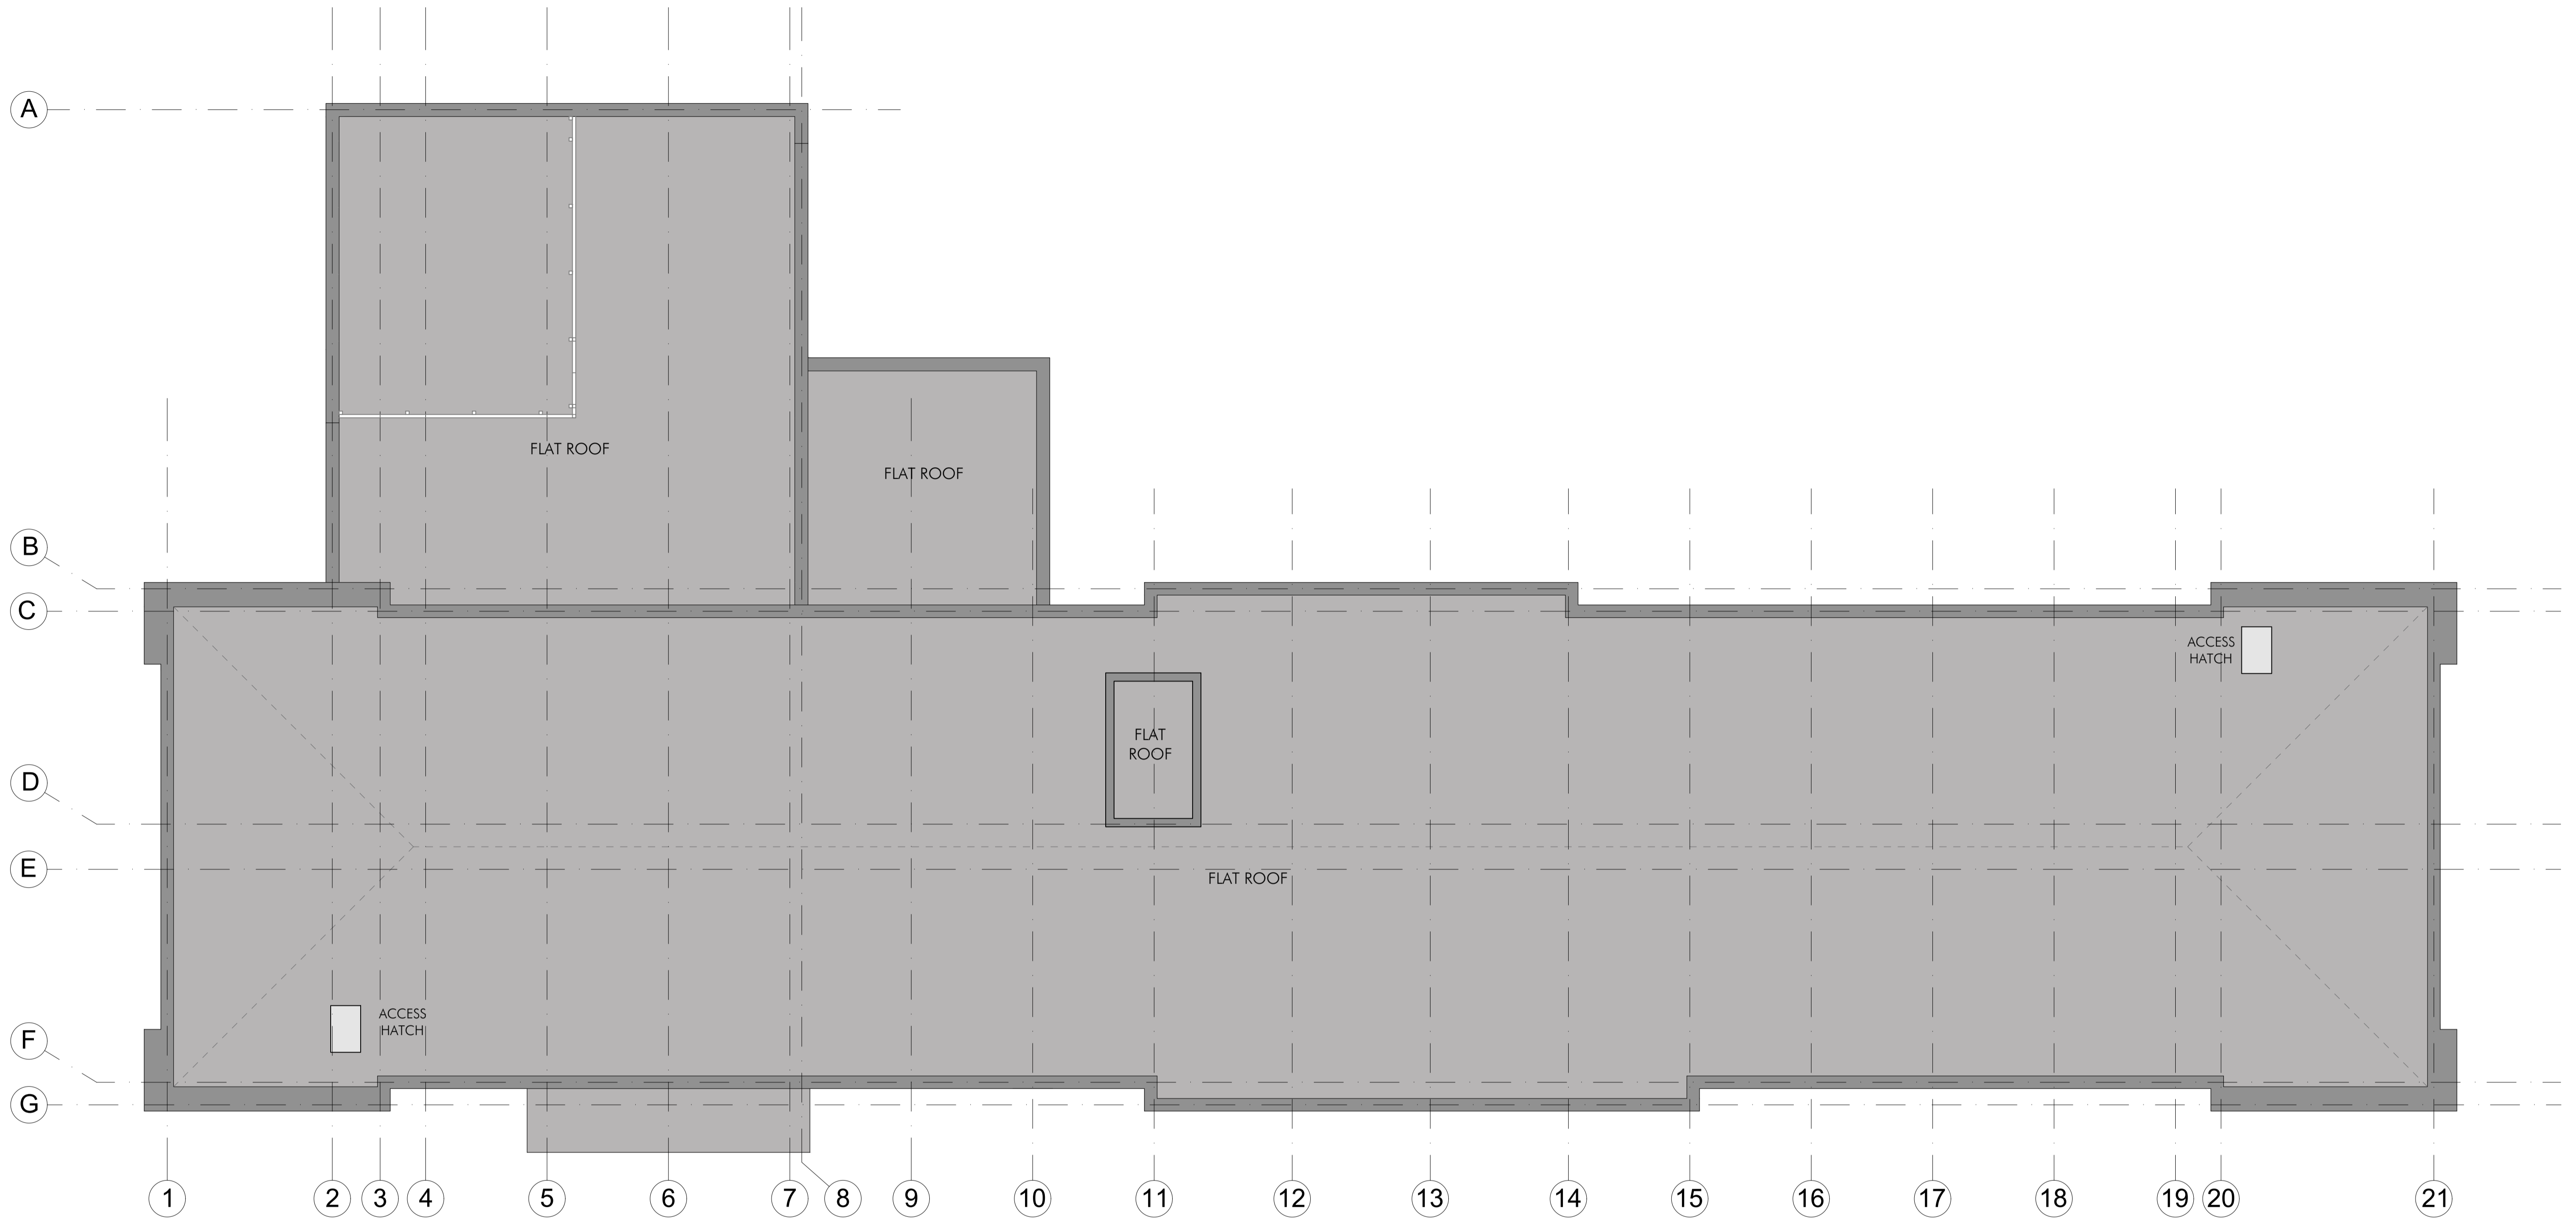 A
FLAT ROOF
FLAT ROOF
B
C
ACCESS
HATCH
FLAT
ROOF
D
E
FLAT ROOF
ACCESS
HATCH
F
G
1 2 3 4 5 6 7 8 9 10 11 12 13 14 15 16 17 18 19 20 21